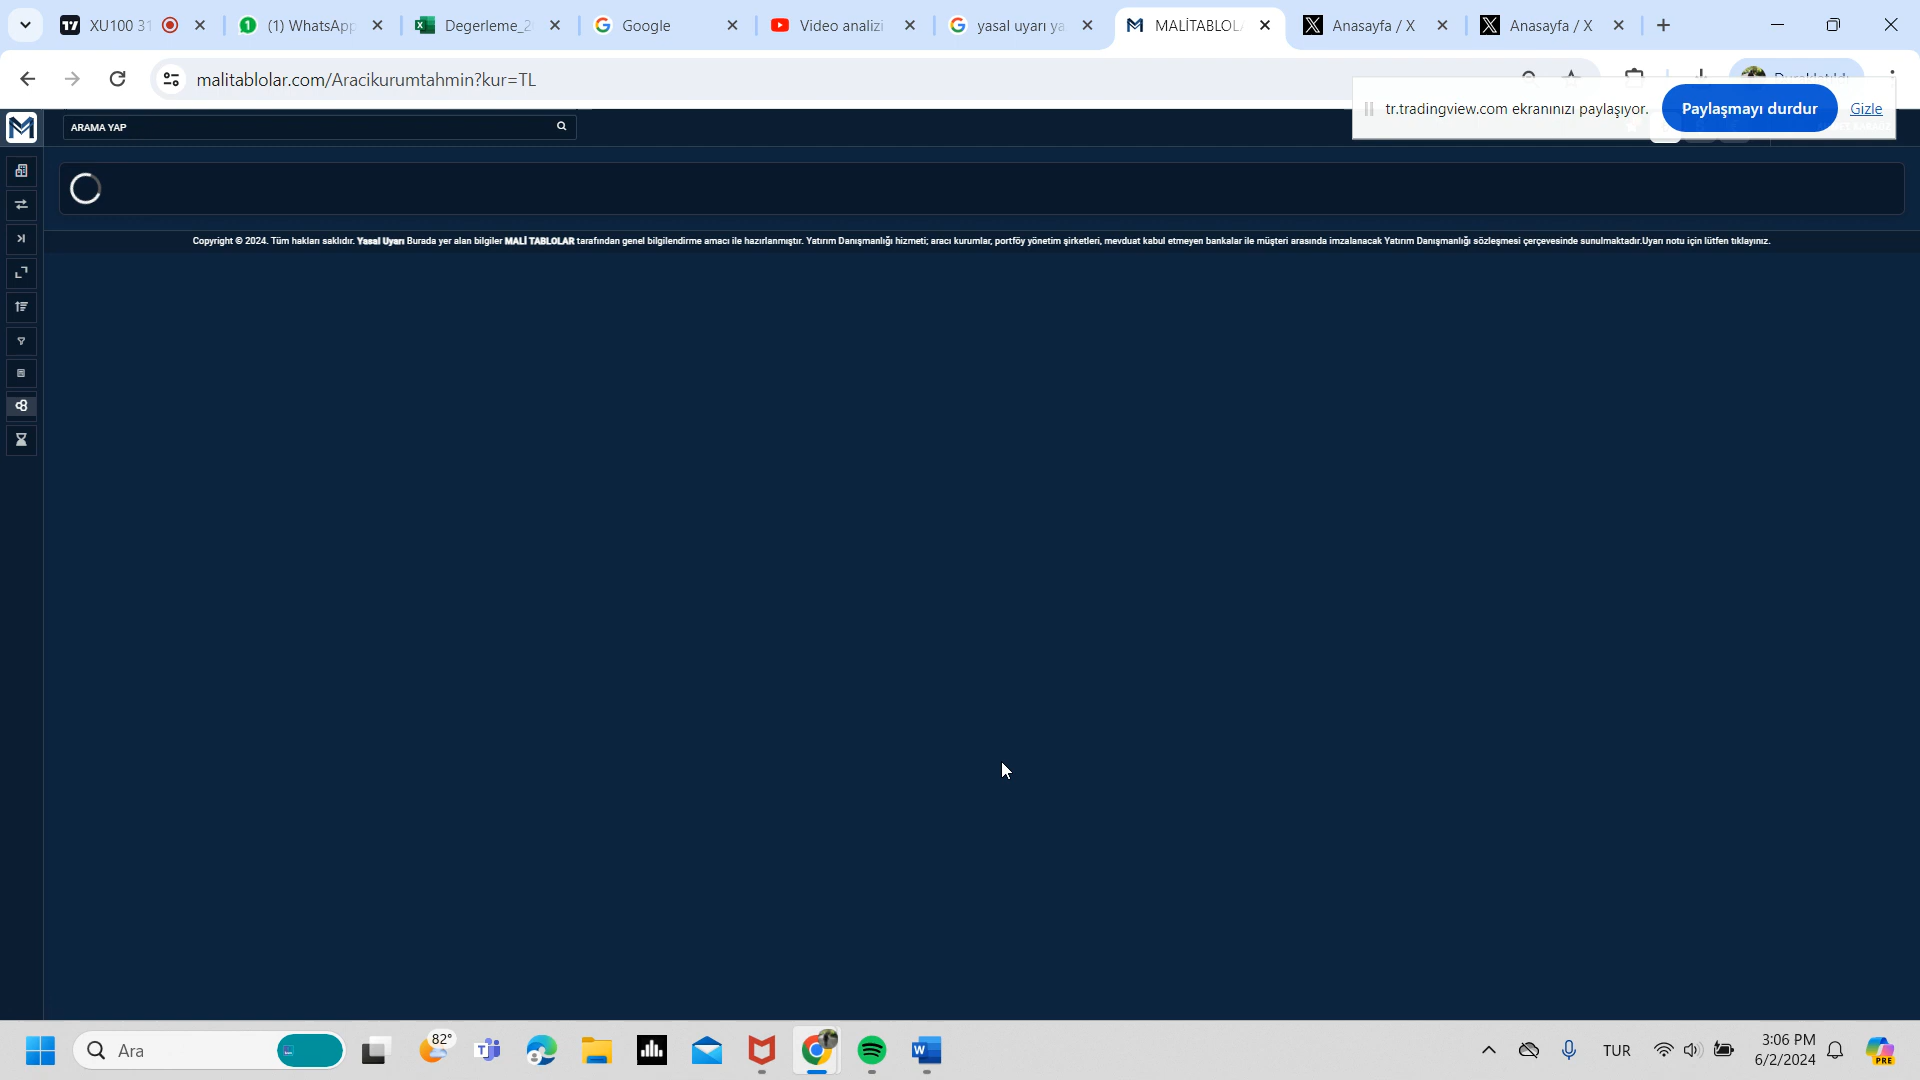 XU100 31
(1) WhatsApp
Degerleme_2
Google
Video analizi
yasal uyarı ya
MALİTABLOL
Anasayfa / X
Anasayfa / X
malitablolar.com/Aracikurumtahmin?kur=TL
tr.tradingview.com ekranınızı paylaşıyor.
Paylaşmayı durdur
Gizle
ARAMA YAP
Copyright © 2024. Tüm hakları saklıdır. Yasal Uyarı Burada yer alan bilgiler MALİ TABLOLAR tarafından genel bilgilendirme amacı ile hazırlanmıştır. Yatırım Danışmanlığı hizmeti; aracı kurumlar, portföy yönetim şirketleri, mevduat kabul etmeyen bankalar ile müşteri arasında imzalanacak Yatırım Danışmanlığı sözleşmesi çerçevesinde sunulmaktadır.Uyarı notu için lütfen tıklayınız.
Ara
82°
TUR
3:06 PM
6/2/2024
PRE